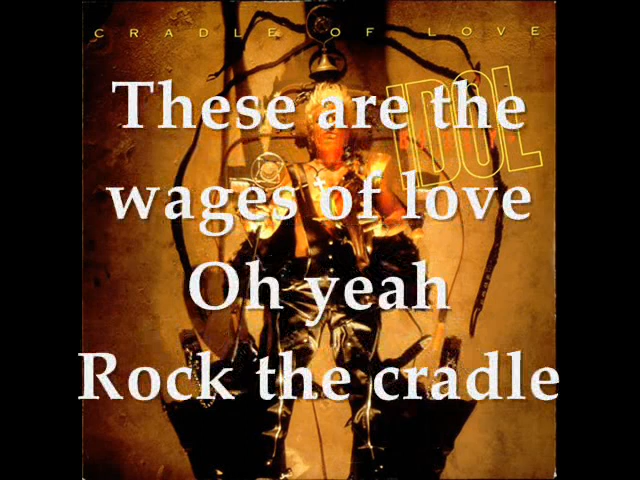 CRADLE OF LOVE
IDOL
These are the
wages of love
Oh yeah
Rock the cradle